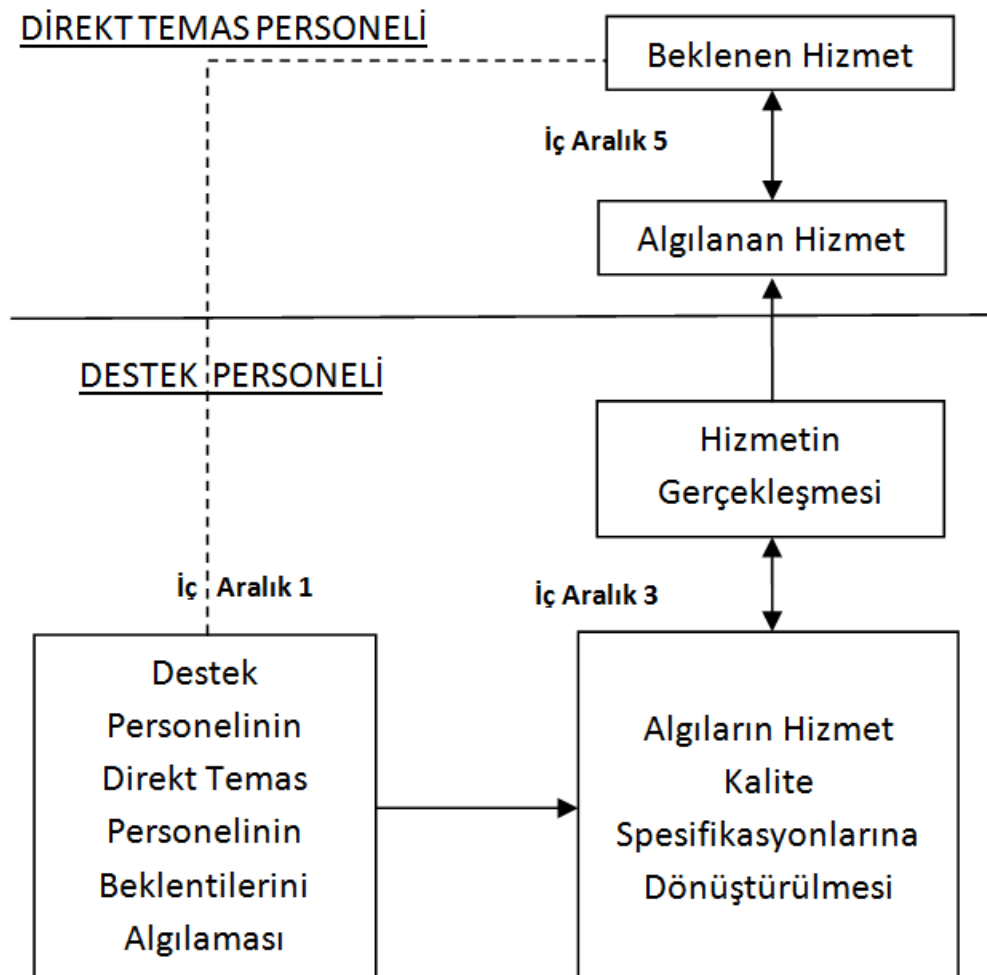 DİREKT TEMAS PERSONELİ
Beklenen Hizmet
İç Aralık 5
Algılanan Hizmet
DESTEK PERSONELİ
Hizmetin
Gerçekleşmesi
İç Aralık 1
İç Aralık 3
Destek
Personelinin
Direkt Temas
Personelinin
Beklentilerini
Algılaması
Algıların Hizmet
Kalite
Spesifikasyonlarına
Dönüştürülmesi